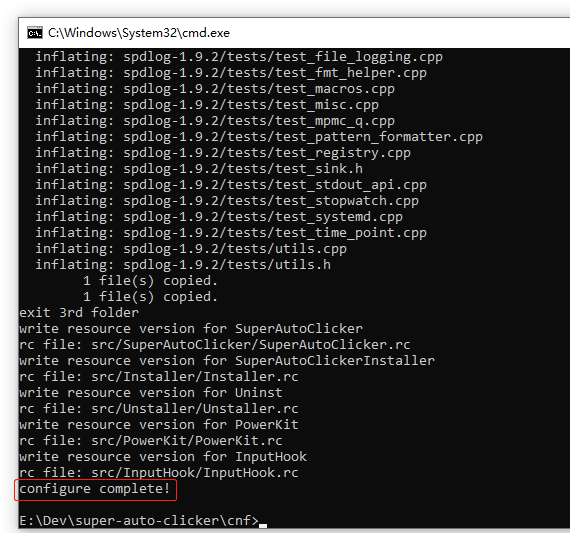 C:\Windows\System32\cmd.exe
inflating: spdlog-1.9.2/tests/test_file_logging.cpp
inflating: spdlog-1.9.2/tests/test_fmt_helper.cpp
inflating: spdlog-1.9.2/tests/test_macros.cpp
inflating: spdlog-1.9.2/tests/test_misc.cpp
inflating: spdlog-1.9.2/tests/test_mpmc_q.cpp
inflating: spdlog-1.9.2/tests/test_pattern_formatter.cpp
inflating: spdlog-1.9.2/tests/test_registry.cpp
inflating: spdlog-1.9.2/tests/test_sink.h
inflating: spdlog-1.9.2/tests/test_stdout_api.cpp
inflating: spdlog-1.9.2/tests/test_stopwatch.cpp
inflating: spdlog-1.9.2/tests/test_systemd.cpp
inflating: spdlog-1.9.2/tests/test_time_point.cpp
inflating: spdlog-1.9.2/tests/utils.cpp
inflating: spdlog-1.9.2/tests/utils.h
1 file(s) copied.
1 file(s) copied.
exit 3rd folder
write resource version for SuperAutoClicker
rc file: src/SuperAutoClicker/SuperAutoClicker.rc
write resource version for SuperAutoClickerInstaller
rc file: src/Installer/Installer.rc
write resource version for Uninst
rc file: src/Unstaller/Unstaller.rc
write resource version for PowerKit
rc file: src/PowerKit/PowerKit.rc
write resource version for InputHook
rc file: src/InputHook/InputHook.rc
configure complete!
E:\Dev\super-auto-clicker\cnf>